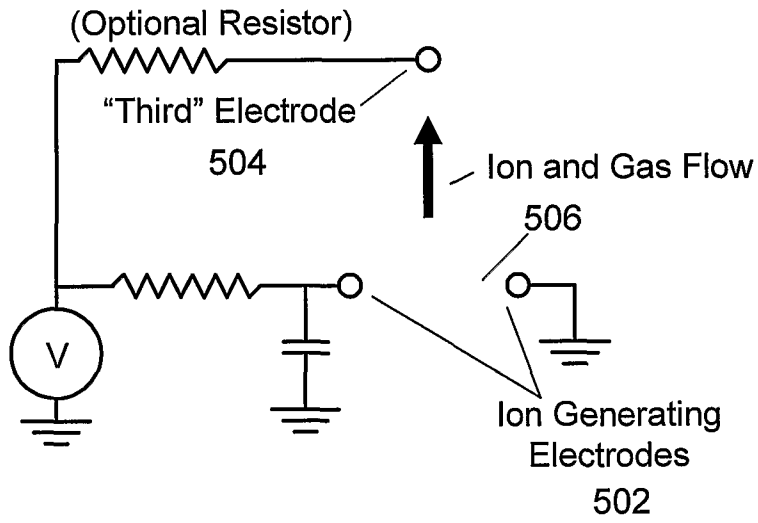 (Optional Resistor)
“Third” Electrode
504
Ion and Gas Flow
506
V
Ion Generating
Electrodes
502